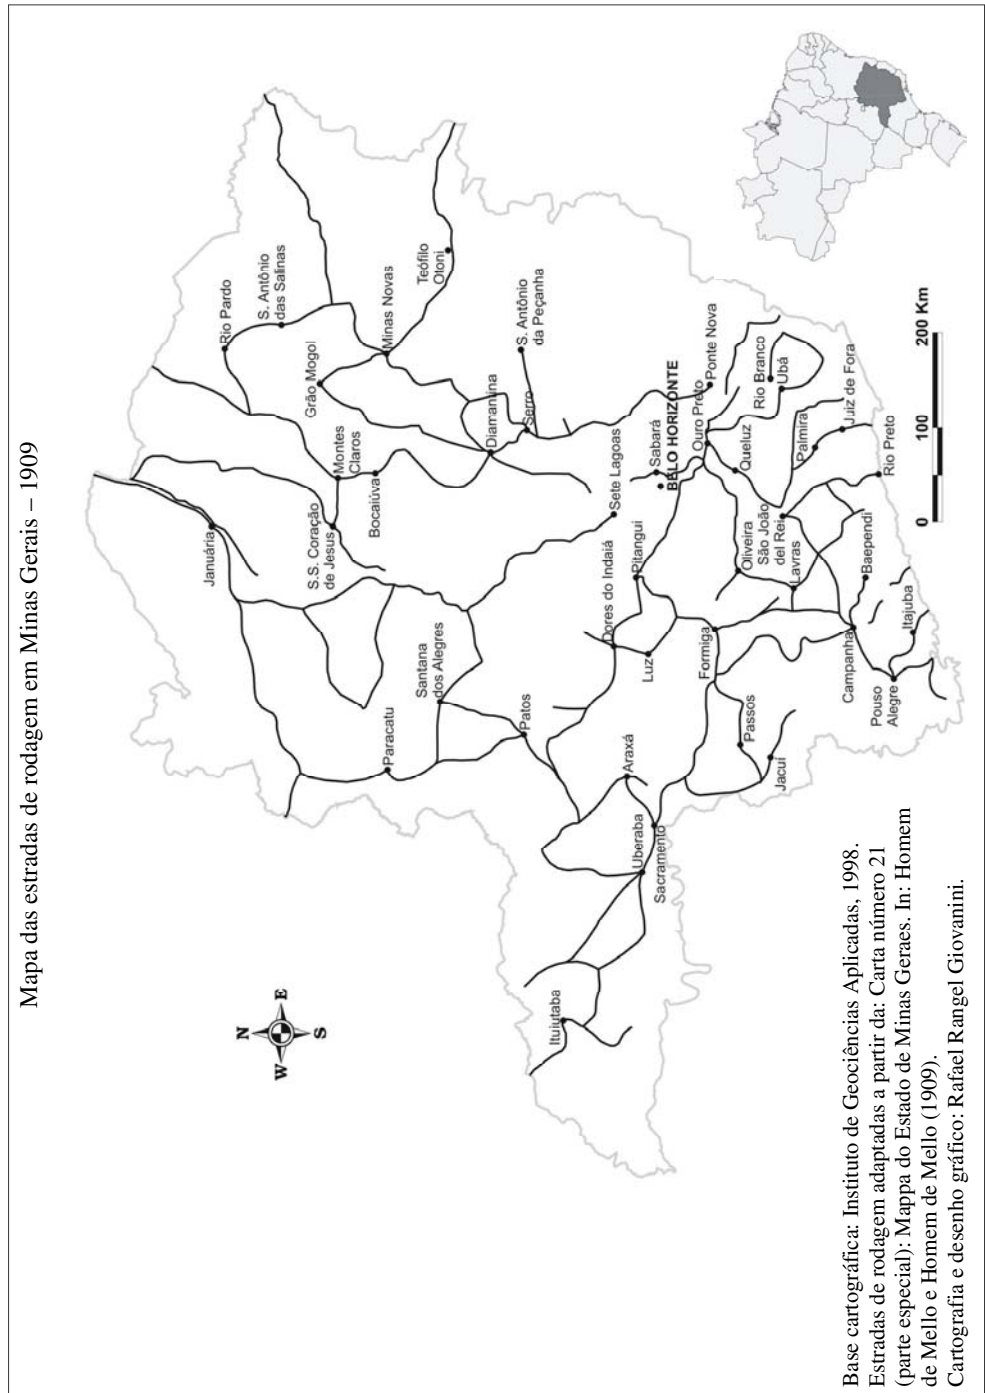 Mapa das estradas de rodagem em Minas Gerais – 1909
N
W
E
S
Januária
Rio Pardo
S. Antônio
das Salinas
Grão Mogol
Montes
Claros
S.S. Coração
de Jesus
Bocaiúva
Minas Novas
Teófilo
Otoni
Paracatu
Santana
dos Alegres
Diamantina
Serro
S. Antônio
da Peçanha
Patos
Sete Lagoas
Ituiutaba
Araxá
Uberaba
Sacramento
Dores do Indaiá
Pitangui
Luz
Sabará
BELO HORIZONTE
Ouro Preto
Ponte Nova
Formiga
Oliveira
Queluz
Rio Branco
Ubá
Passos
Jacuí
São João
del Rei
Lavras
Palmira
Juiz de Fora
Rio Preto
Campanha
Baependi
Pouso
Alegre
Itajuba
0
100
200 Km
Base cartográfica: Instituto de Geociências Aplicadas, 1998.
Estradas de rodagem adaptadas a partir da: Carta número 21
(parte especial): Mappa do Estado de Minas Geraes. In: Homem
de Mello e Homem de Mello (1909).
Cartografia e desenho gráfico: Rafael Rangel Giovanini.